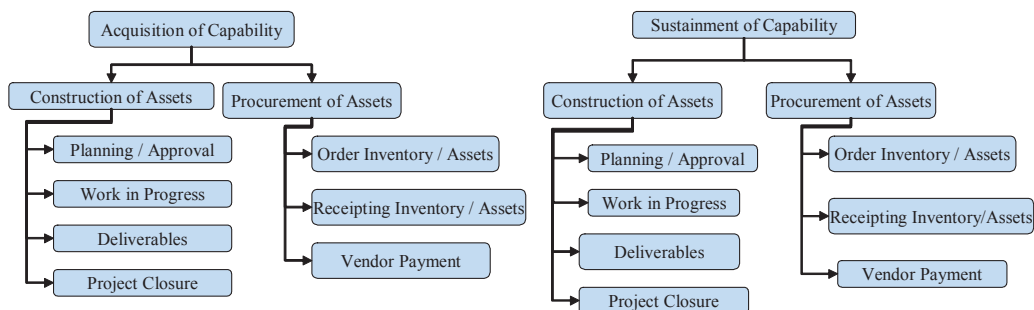 Acquisition of Capability
Construction of Assets
Procurement of Assets
Planning / Approval
Order Inventory / Assets
Work in Progress
Receipting Inventory / Assets
Deliverables
Vendor Payment
Project Closure
Sustainment of Capability
Construction of Assets
Procurement of Assets
Planning / Approval
Order Inventory / Assets
Work in Progress
Receipting Inventory/Assets
Deliverables
Vendor Payment
Project Closure